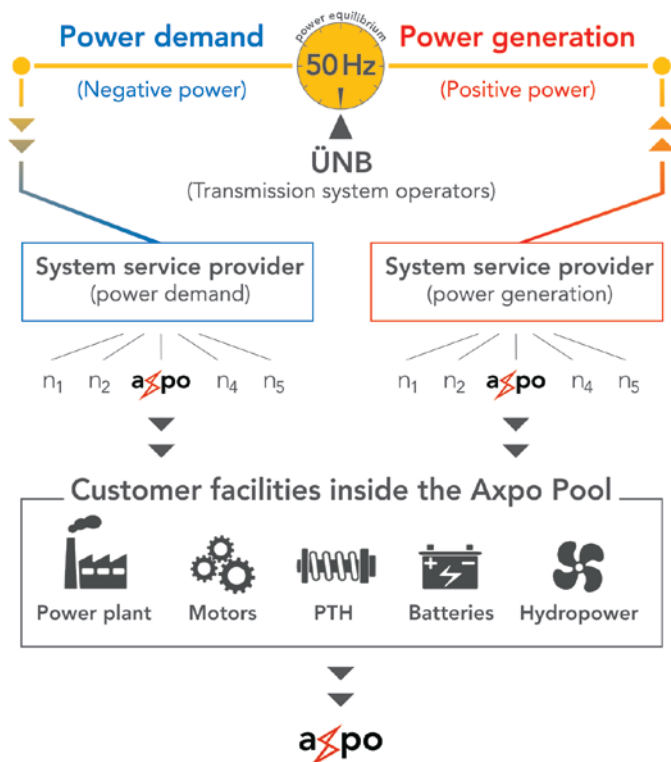 power equilibrium
Power demand
50 Hz
Power generation
(Negative power)
(Positive power)
ÜNB
(Transmission system operators)
System service provider
(power demand)
System service provider
(power generation)
n1 n2 axpo n4 n5
n1 n2 axpo n4 n5
Customer facilities inside the Axpo Pool
Power plant
Motors
PTH
Batteries
Hydropower
axpo